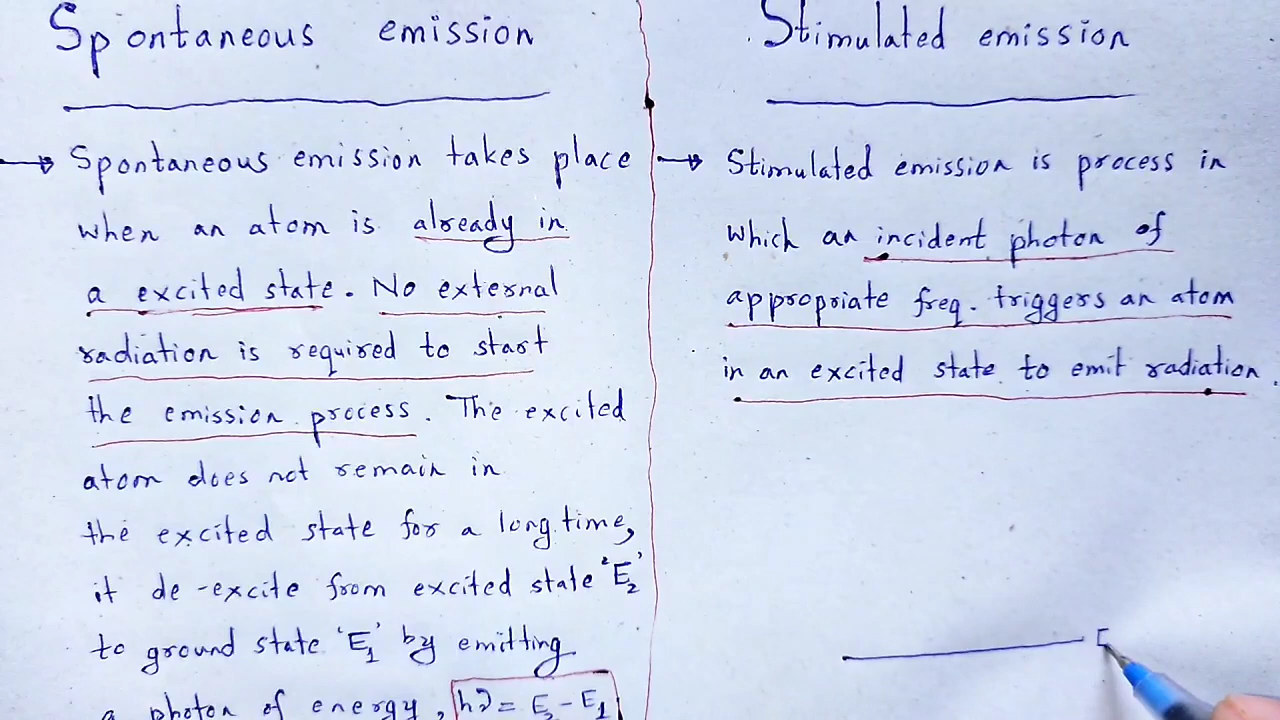 Spontaneous emission
→ Spontaneous emission takes place
when an atom is already in
a excited state. No external
radiation is required to start
the emission process. The excited
atom does not remain in
the excited state for a long time,
it de-excite from excited state 'E₂'
to ground state 'E₁' by emitting
a photon of energy, hν = E₂ - E₁
Stimulated emission
→ Stimulated emission is process in
which an incident photon of
appropriate freq. triggers an atom
in an excited state to emit radiation.